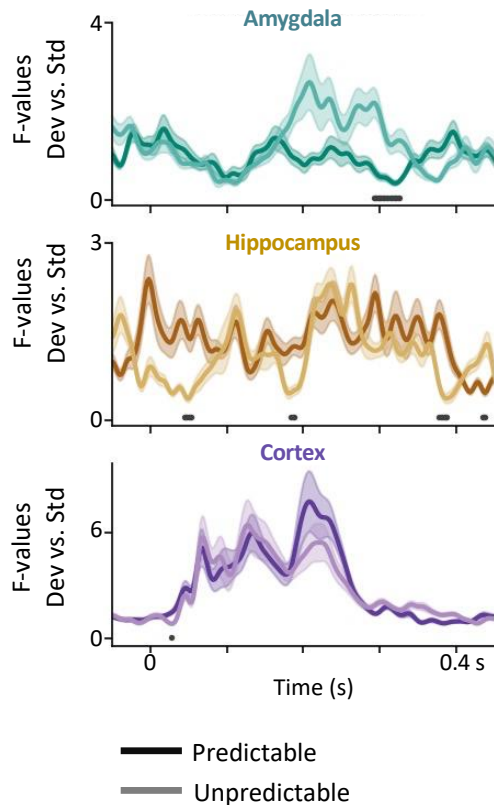 Amygdala
4
F-values
Dev vs. Std
0
Hippocampus
3
F-values
Dev vs. Std
0
Cortex
6
F-values
Dev vs. Std
0
0
0.4 s
Time (s)
Predictable
Unpredictable